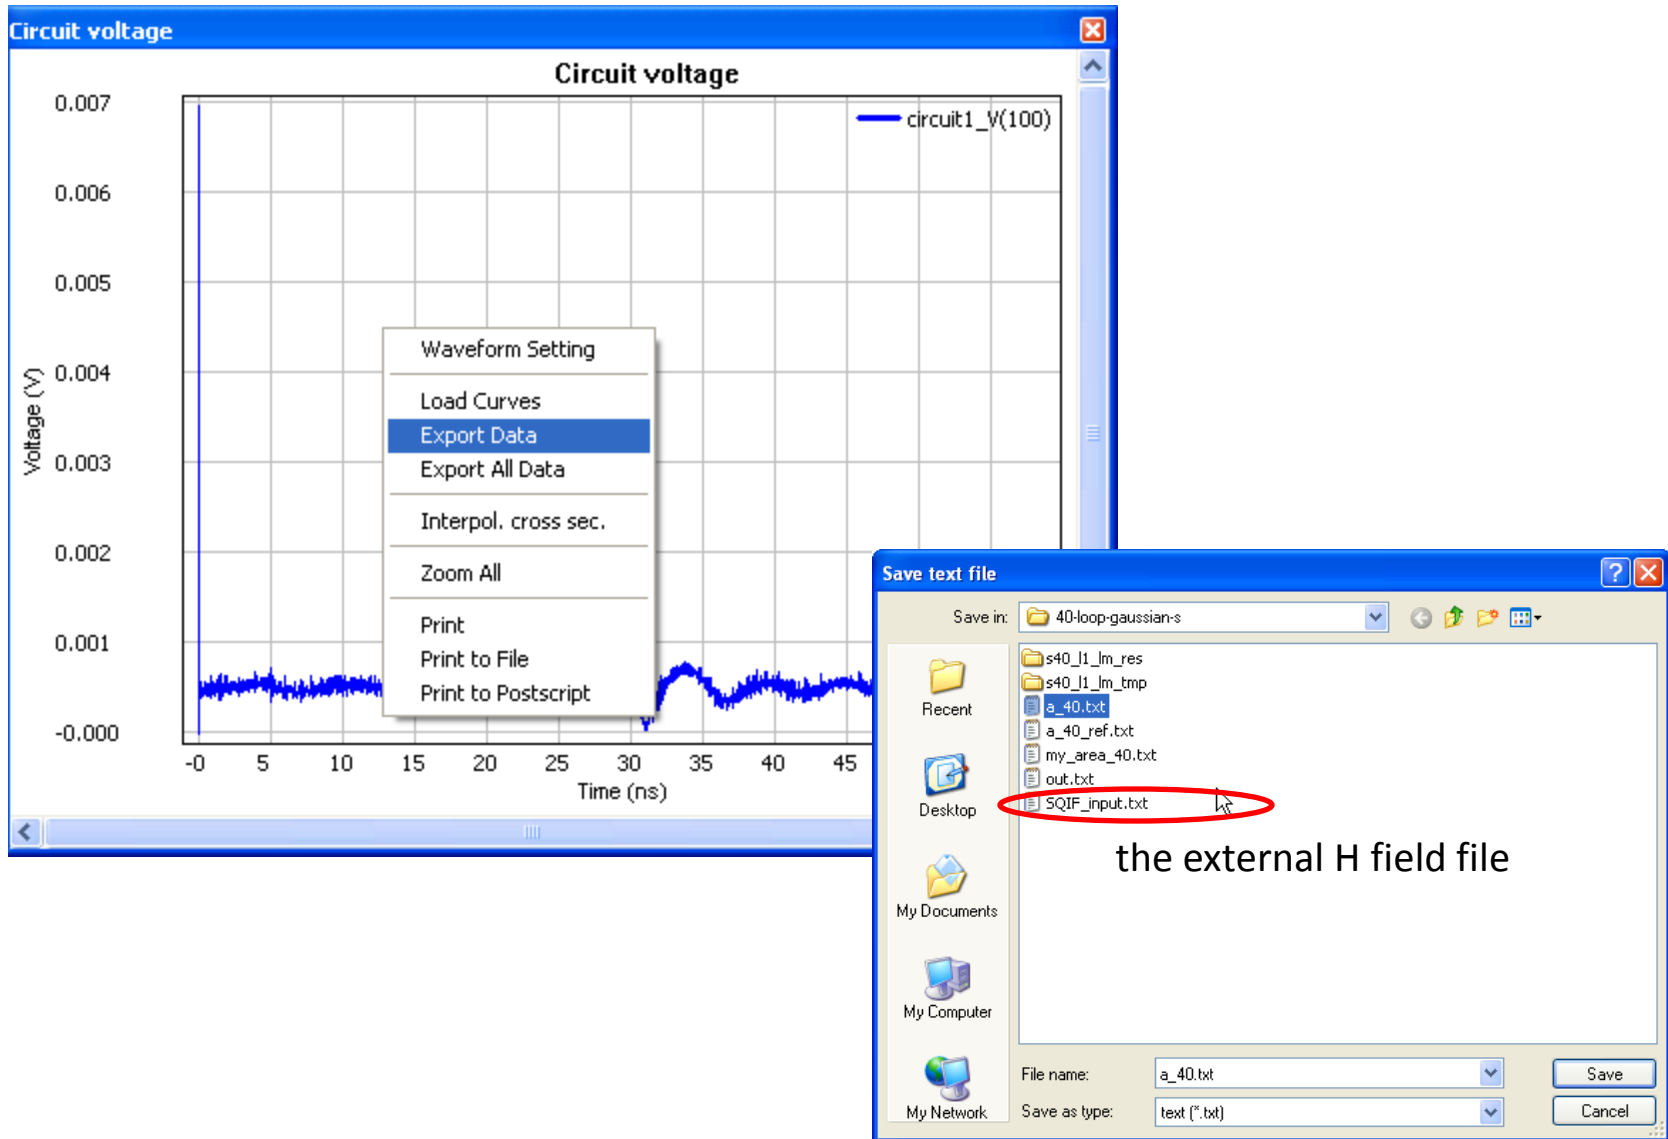 Circuit voltage
Circuit voltage
circuit1_V(100)
0.007
0.006
0.005
0.004
0.003
0.002
0.001
-0.000
Voltage (V)
-0 5 10 15 20 25 30 35 40 45
Time (ns)
Waveform Setting
Load Curves
Export Data
Export All Data
Interpol. cross sec.
Zoom All
Print
Print to File
Print to Postscript
Save text file
Save in: 40-loop-gaussian-s
Recent
Desktop
My Documents
My Computer
My Network
s40_l1_lm_res
s40_l1_lm_tmp
a_40.txt
a_40_ref.txt
my_area_40.txt
out.txt
SQIF_input.txt
the external H field file
File name: a_40.txt Save
Save as type: text (*.txt) Cancel